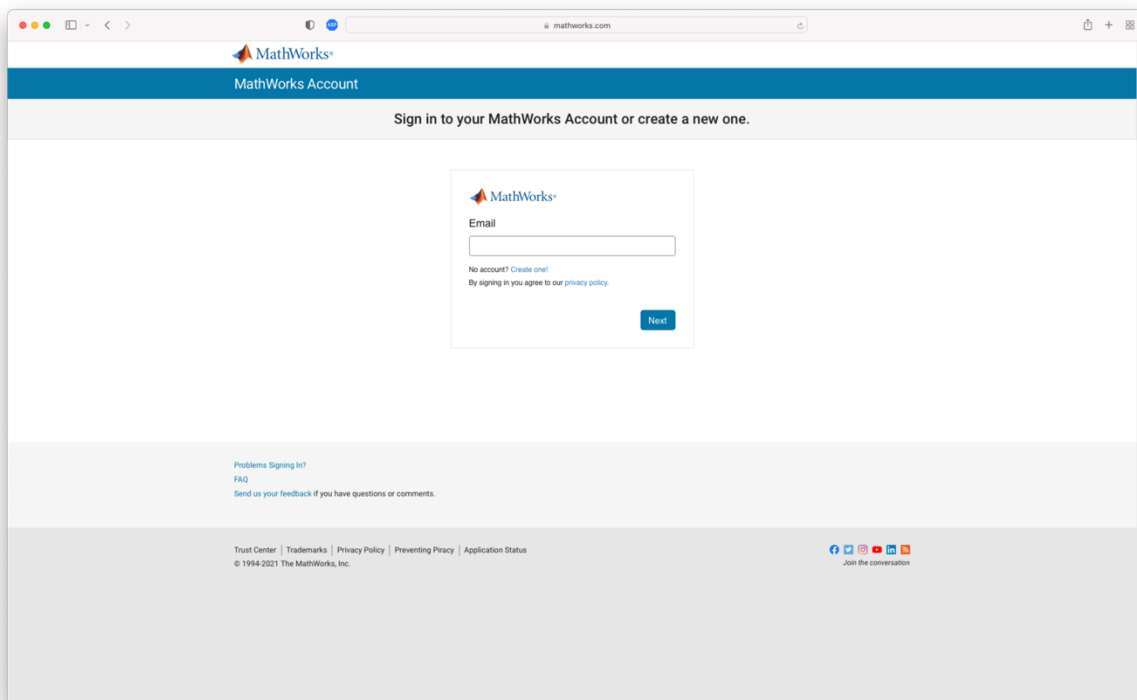 ABP
mathworks.com
MathWorks®
MathWorks Account
Sign in to your MathWorks Account or create a new one.
MathWorks®
Email
No account? Create one!
By signing in you agree to our privacy policy.
Next
Problems Signing In?
FAQ
Send us your feedback if you have questions or comments.
Trust Center | Trademarks | Privacy Policy | Preventing Piracy | Application Status
© 1994-2021 The MathWorks, Inc.
Join the conversation